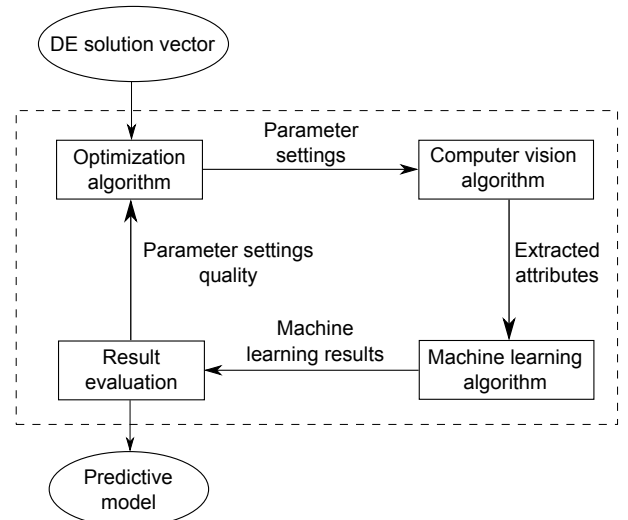 DE solution vector
Optimization
algorithm
Parameter
settings
Computer vision
algorithm
Parameter settings
quality
Extracted
attributes
Result
evaluation
Machine
learning results
Machine learning
algorithm
Predictive
model